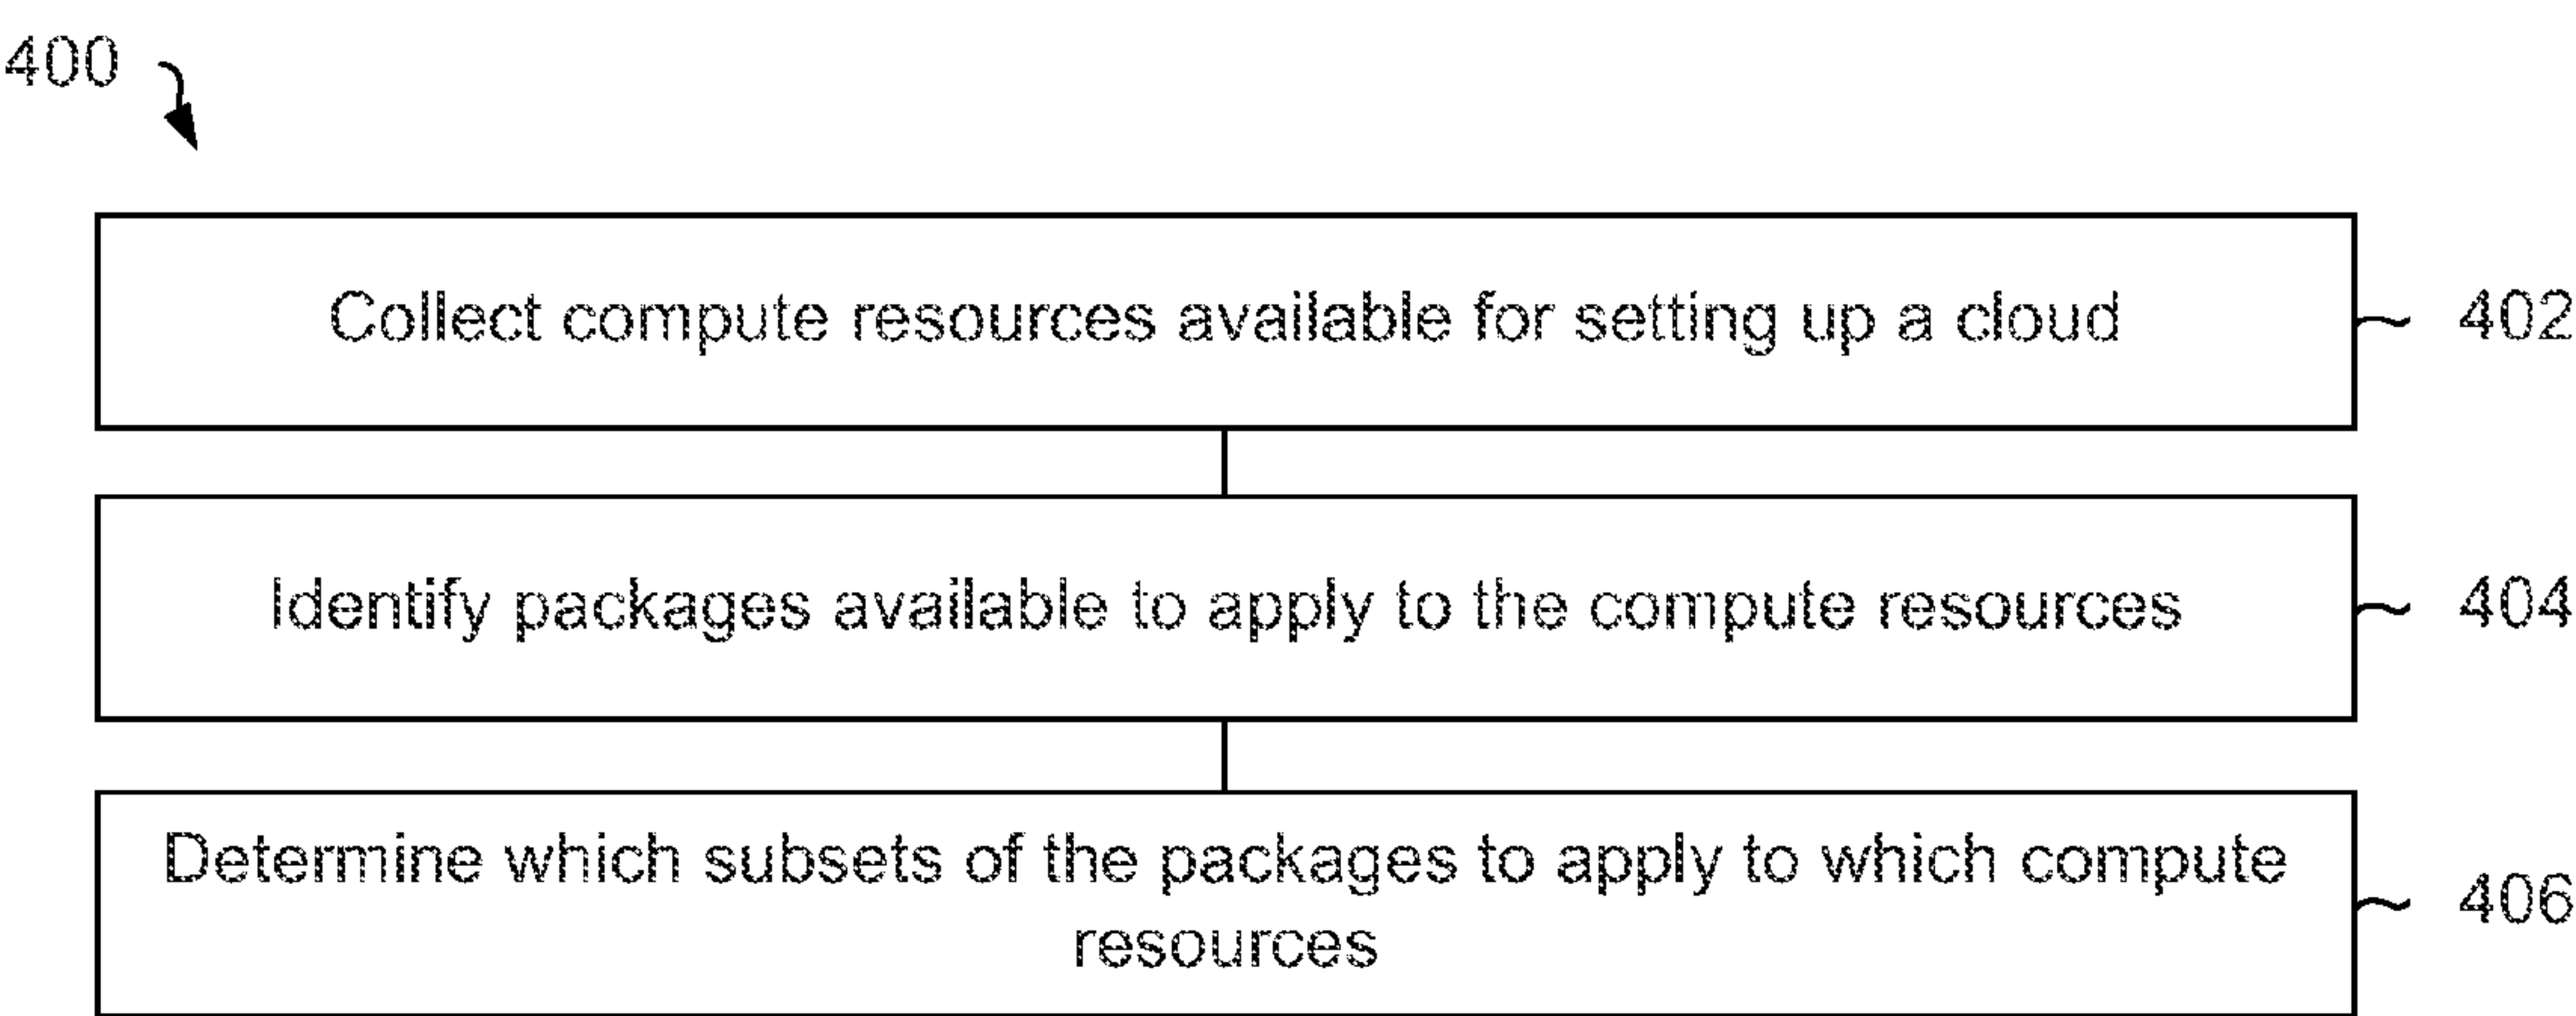 400
Collect compute resources available for setting up a cloud
402
Identify packages available to apply to the compute resources
404
Determine which subsets of the packages to apply to which compute
resources
406